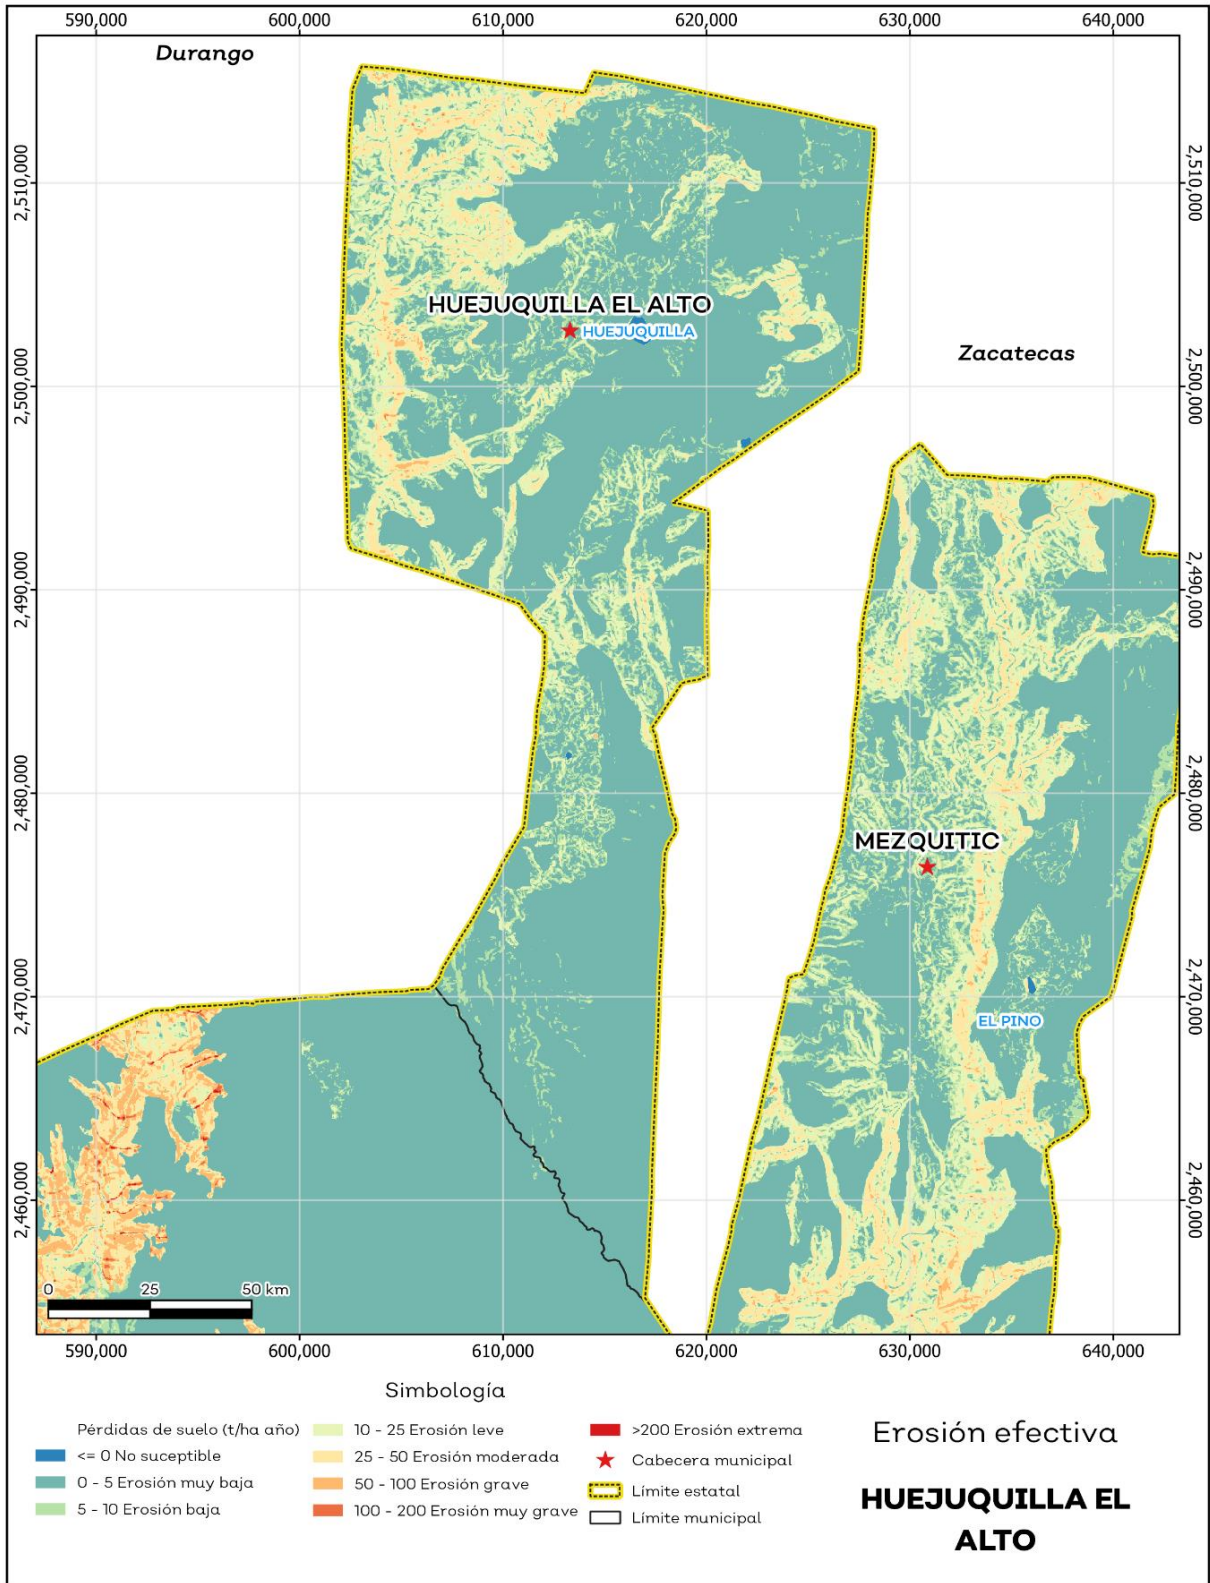 590,000
600,000
610,000
620,000
630,000
640,000
Durango
2,510,000
2,510,000
HUEJUQUILLA EL ALTO
HUEJUQUILLA
Zacatecas
2,500,000
2,500,000
2,490,000
2,490,000
2,480,000
2,480,000
MEZQUITIC
2,470,000
2,470,000
EL PINO
2,460,000
2,460,000
0 25 50 km
590,000
600,000
610,000
620,000
630,000
640,000
Simbología
Pérdidas de suelo (t/ha año)
<= 0 No suceptible
0 - 5 Erosión muy baja
5 - 10 Erosión baja
10 - 25 Erosión leve
25 - 50 Erosión moderada
50 - 100 Erosión grave
100 - 200 Erosión muy grave
>200 Erosión extrema
Cabecera municipal
Límite estatal
Límite municipal
Erosión efectiva
HUEJUQUILLA EL
ALTO